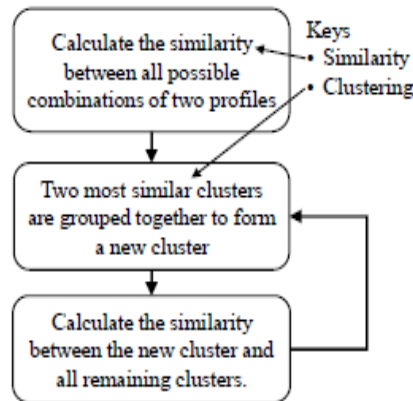 Calculate the similarity
between all possible
combinations of two profiles
Keys
• Similarity
• Clustering
Two most similar clusters
are grouped together to form
a new cluster
Calculate the similarity
between the new cluster and
all remaining clusters.